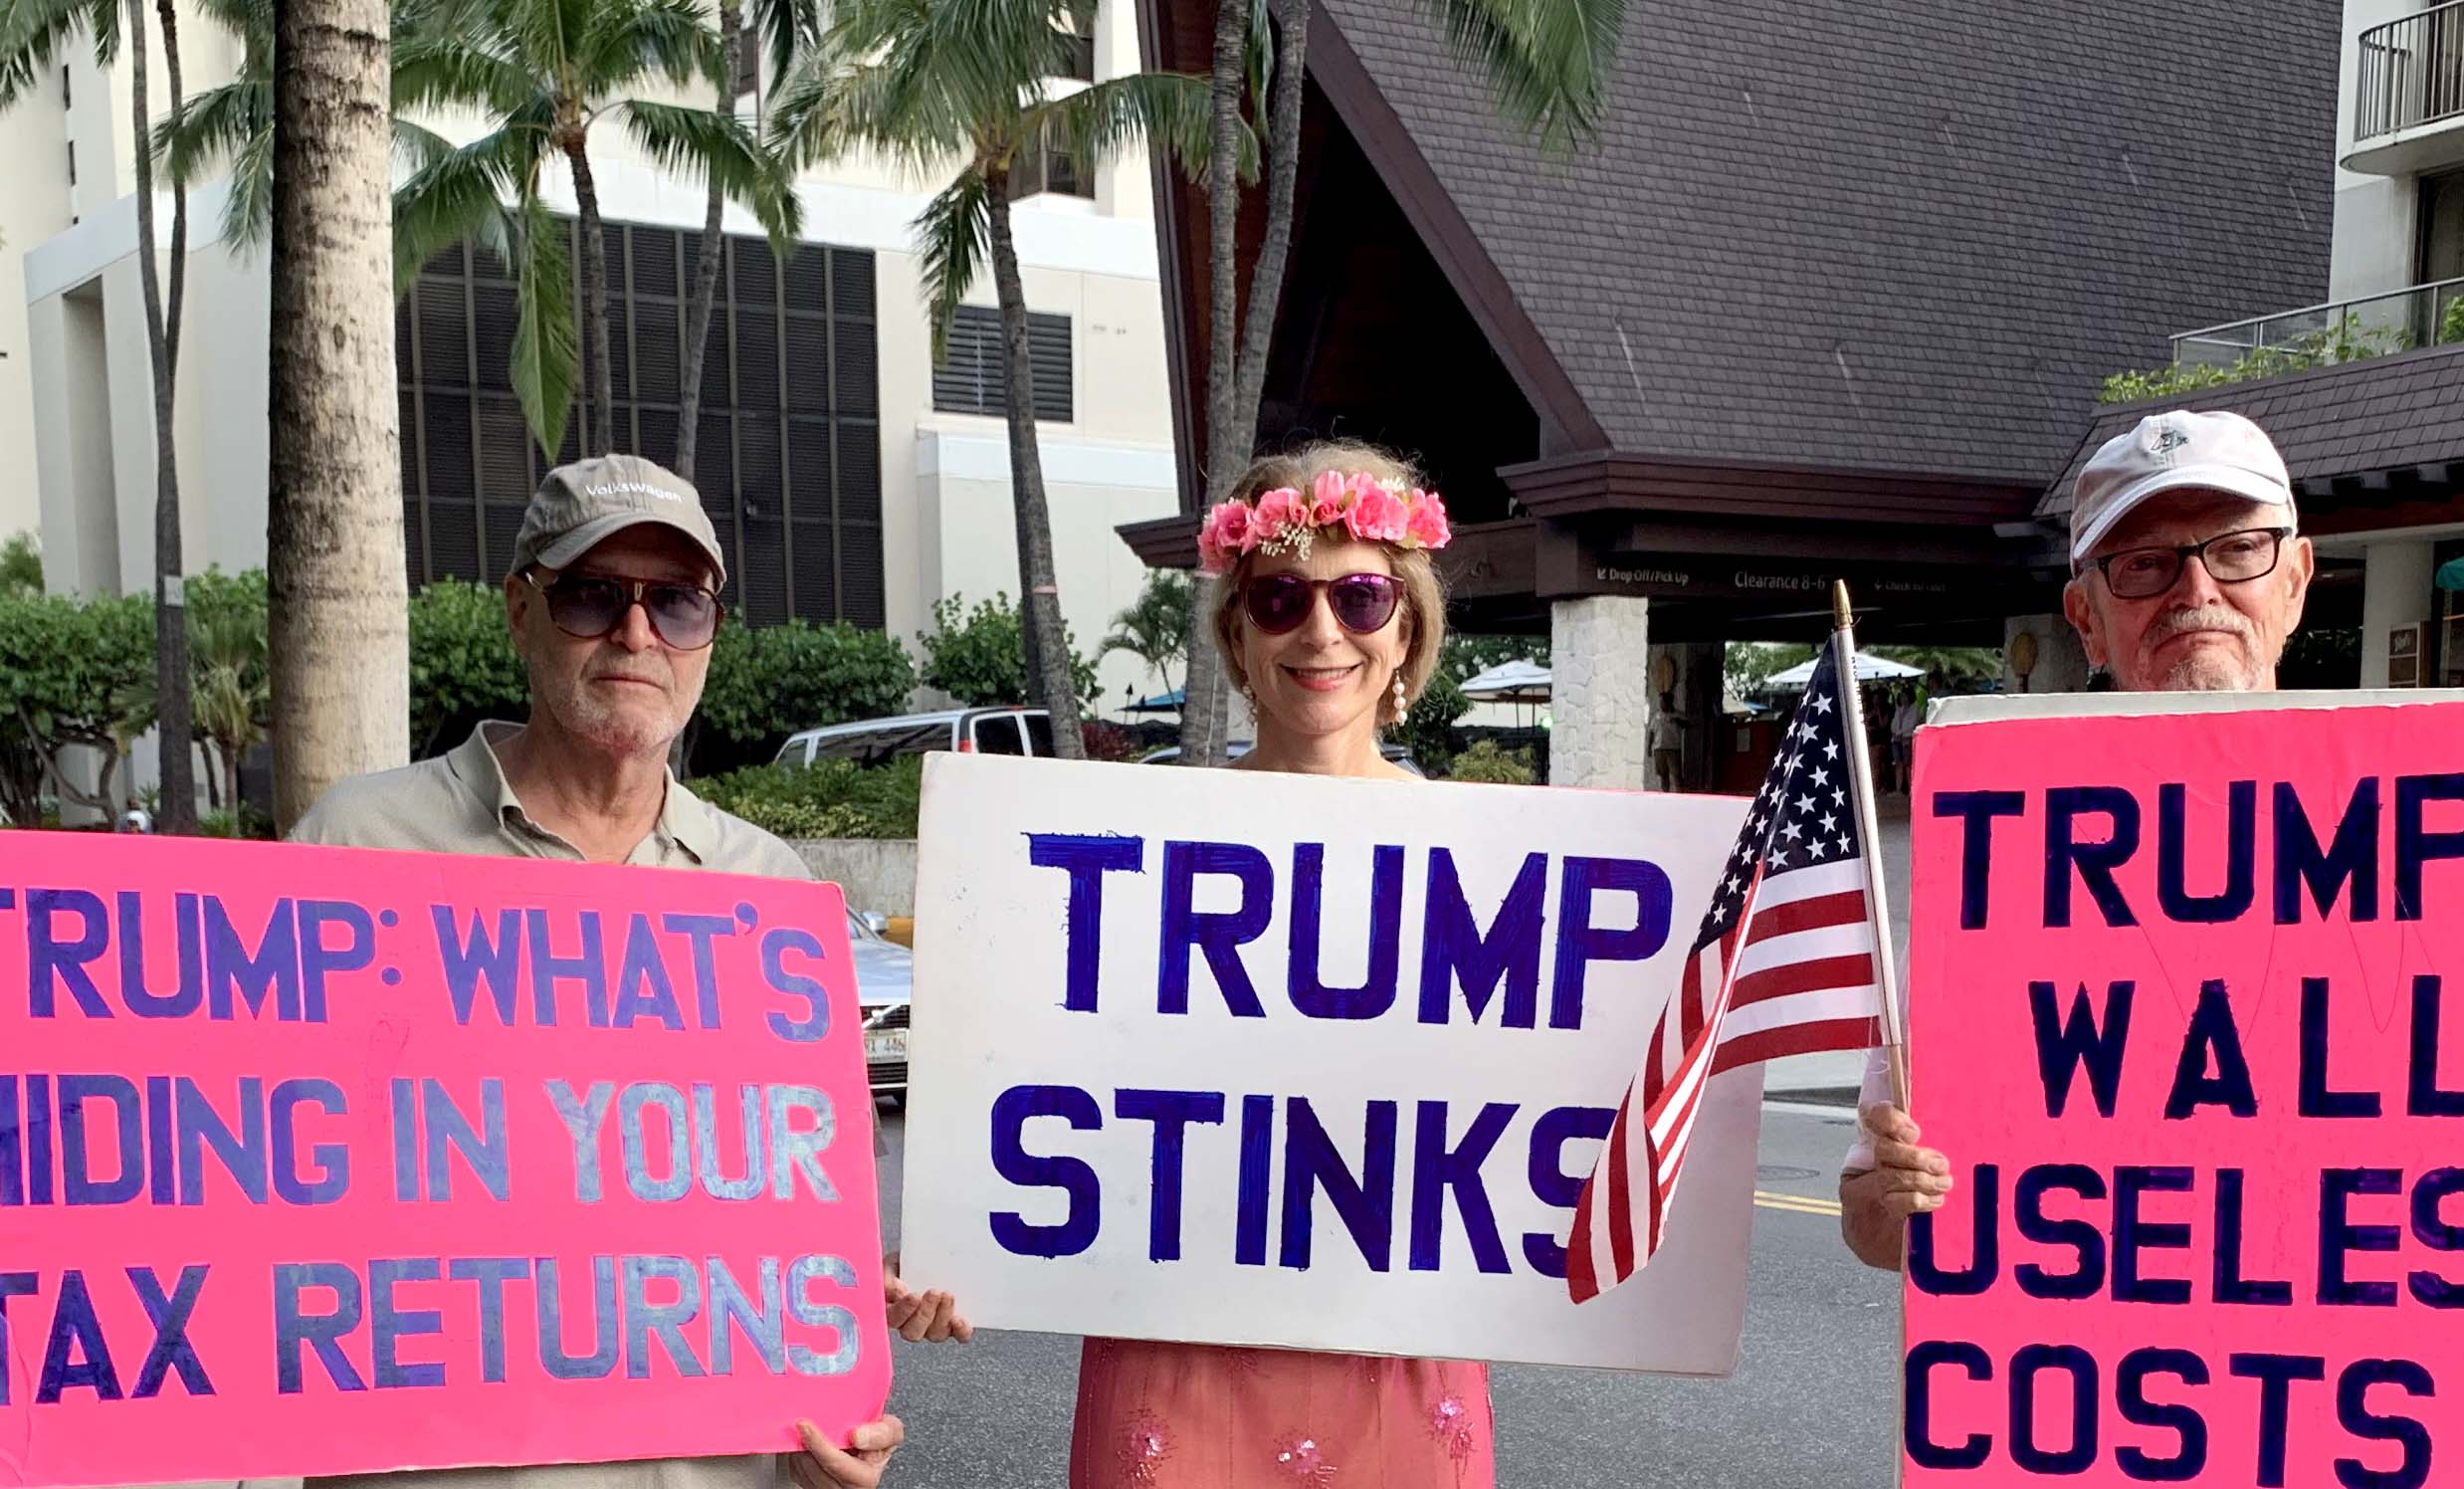 Volkswagen
Drop Off/Pick Up
Clearance 8-6
TRUMP: WHAT'S
HIDING IN YOUR
TAX RETURNS
TRUMP
STINKS
TRUMP
WALL
USELES
COSTS